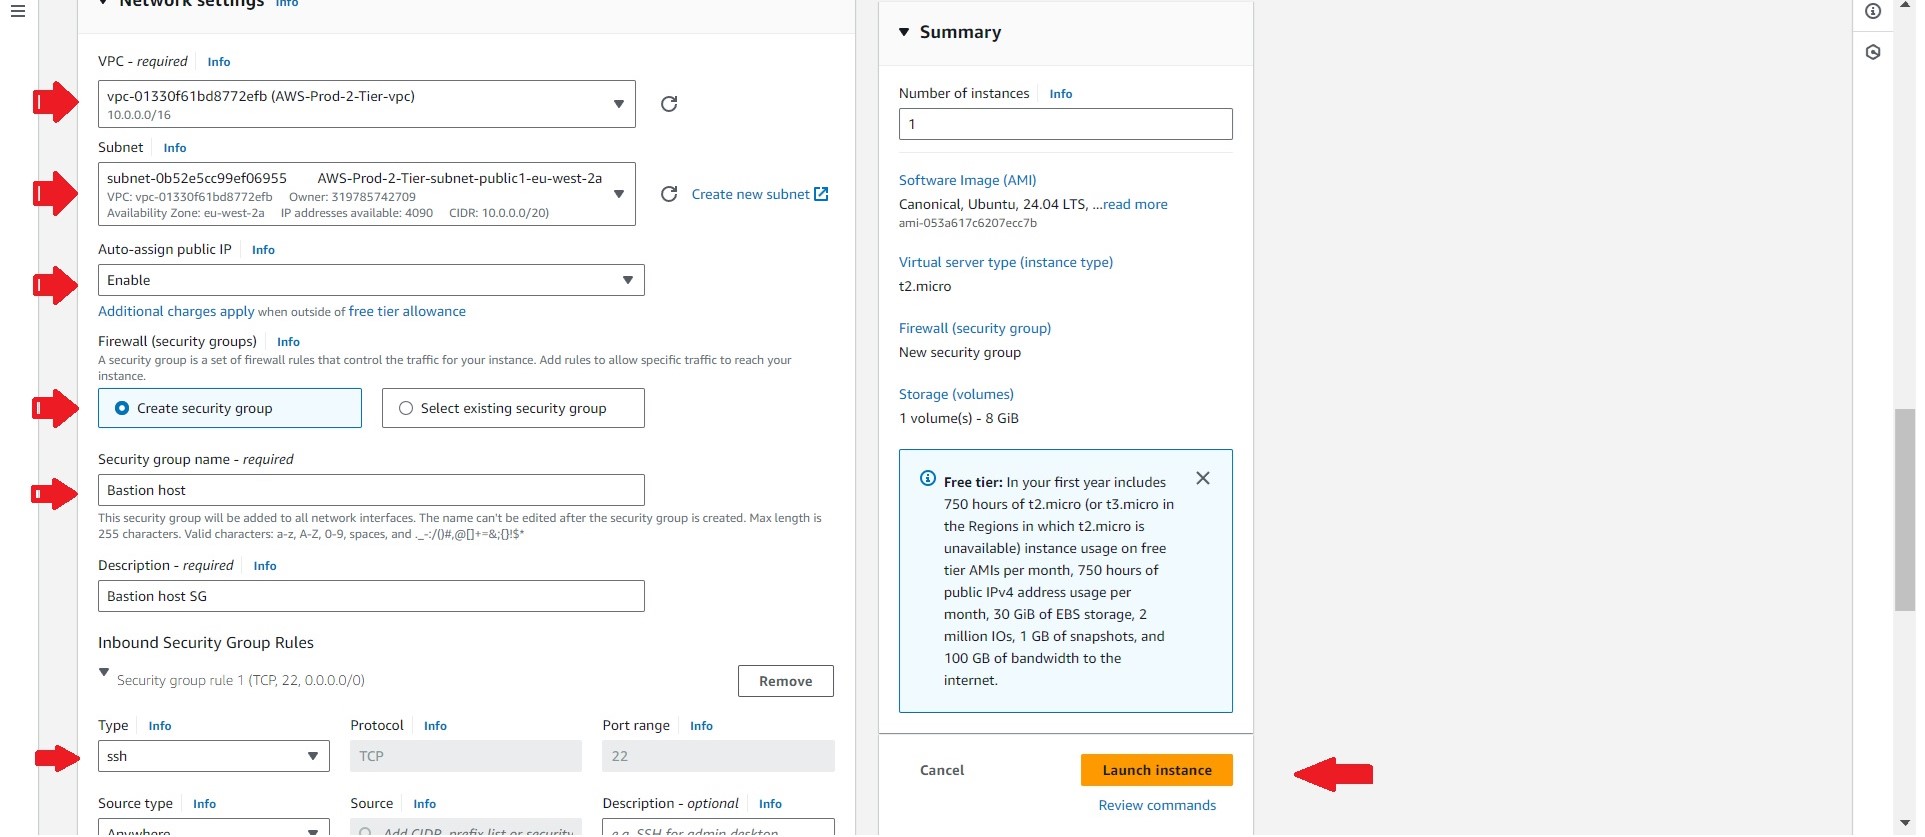 Network settings Info
VPC - required Info
vpc-01330f61bd8772efb (AWS-Prod-2-Tier-vpc)
10.0.0.0/16
Subnet Info
subnet-0b52e5cc99ef06955 AWS-Prod-2-Tier-subnet-public1-eu-west-2a
VPC: vpc-01330f61bd8772efb Owner: 319785742709
Availability Zone: eu-west-2a IP addresses available: 4090 CIDR: 10.0.0.0/20)
Create new subnet
Auto-assign public IP Info
Enable
Additional charges apply when outside of free tier allowance
Firewall (security groups) Info
A security group is a set of firewall rules that control the traffic for your instance. Add rules to allow specific traffic to reach your
instance.
Create security group
Select existing security group
Security group name - required
Bastion host
This security group will be added to all network interfaces. The name can't be edited after the security group is created. Max length is
255 characters. Valid characters: a-z, A-Z, 0-9, spaces, and ._-:/()#,@[]+=&;{}!$*
Description - required Info
Bastion host SG
Inbound Security Group Rules
Security group rule 1 (TCP, 22, 0.0.0.0/0)
Remove
Type Info Protocol Info Port range Info
ssh TCP 22
Source type Info Source Info Description - optional Info
Anywhere Add CIDR, prefix list or security e.g. SSH for admin desktop
Summary
Number of instances Info
1
Software Image (AMI)
Canonical, Ubuntu, 24.04 LTS, ...read more
ami-053a617c6207ecc7b
Virtual server type (instance type)
t2.micro
Firewall (security group)
New security group
Storage (volumes)
1 volume(s) - 8 GiB
Free tier: In your first year includes
750 hours of t2.micro (or t3.micro in
the Regions in which t2.micro is
unavailable) instance usage on free
tier AMIs per month, 750 hours of
public IPv4 address usage per
month, 30 GiB of EBS storage, 2
million IOs, 1 GB of snapshots, and
100 GB of bandwidth to the
internet.
Cancel
Launch instance
Review commands